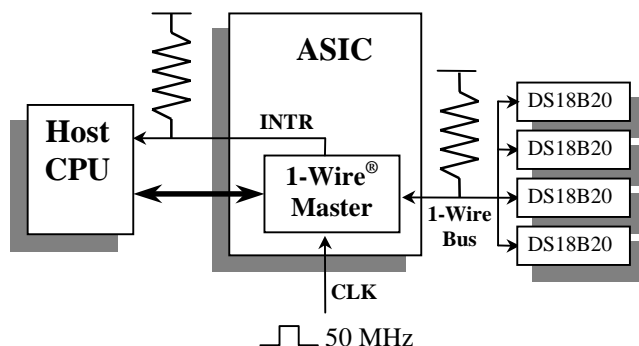 ASIC
Host
CPU
INTR
1-Wire®
Master
1-Wire
Bus
DS18B20
DS18B20
DS18B20
DS18B20
CLK
50 MHz